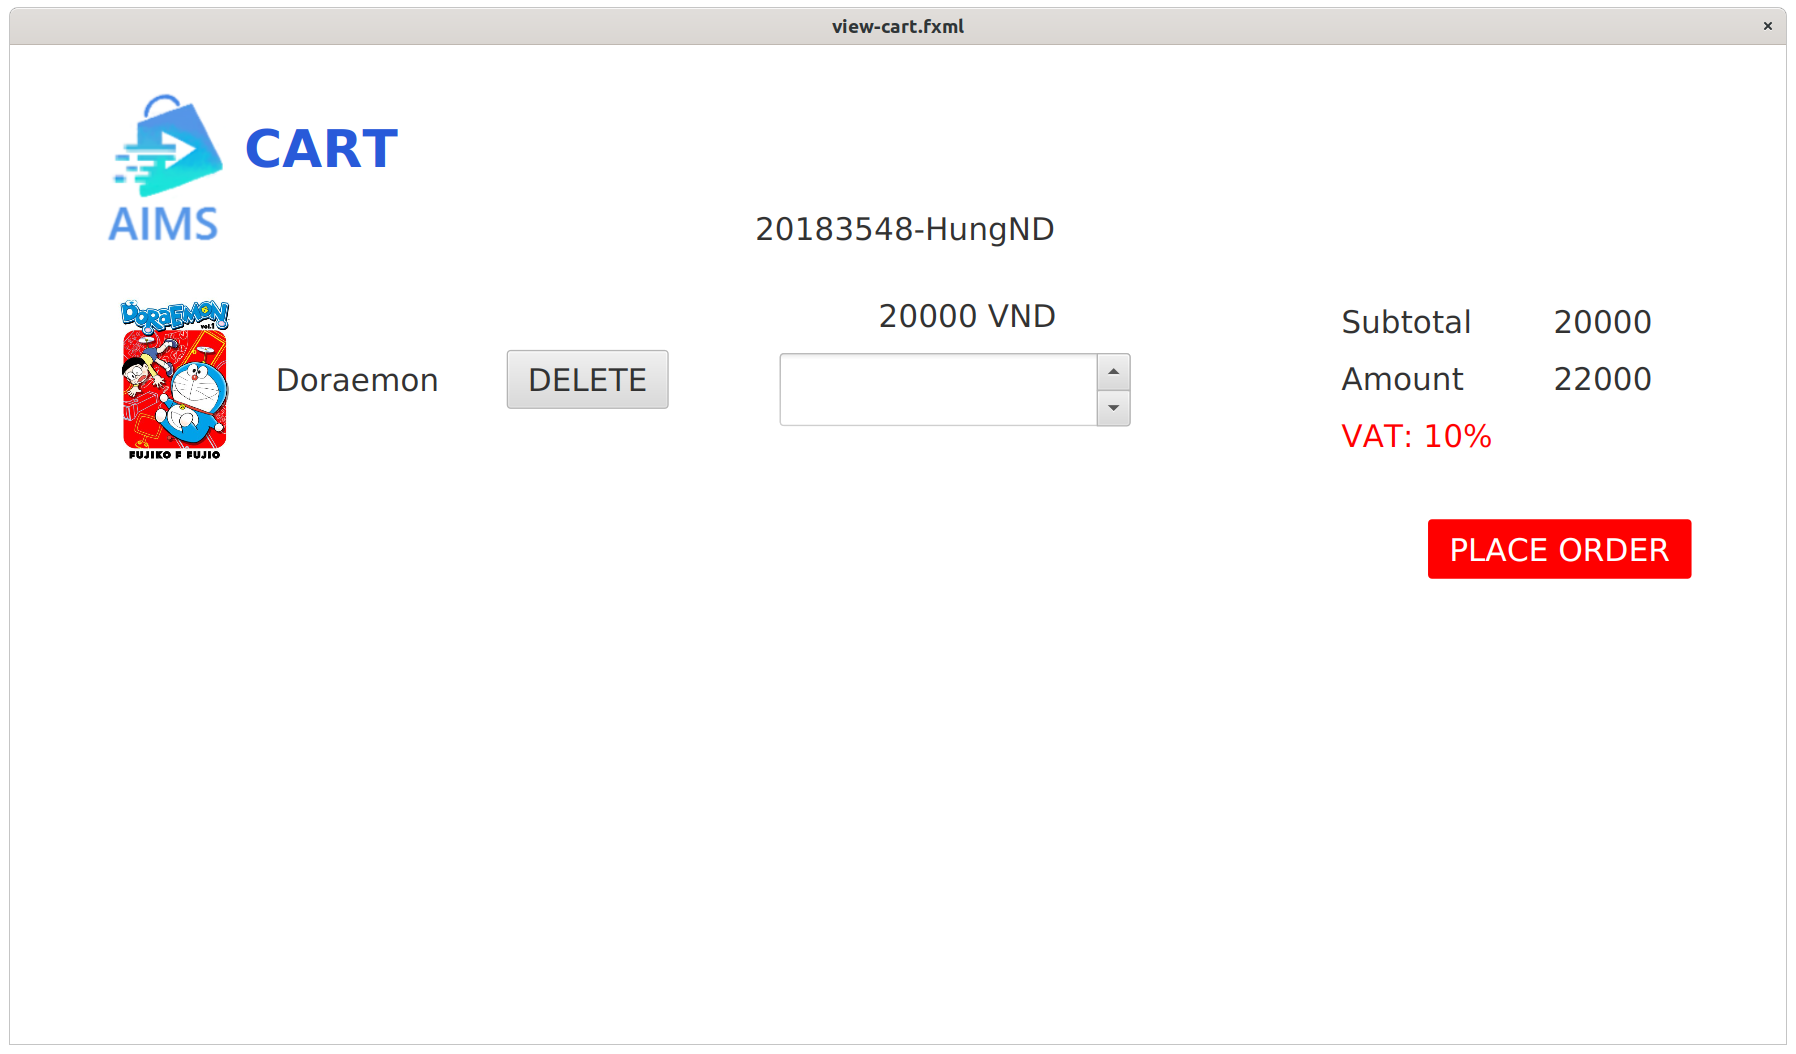 view-cart.fxml
CART
AIMS
20183548-HungND
DORAEMON
vol.1
FUJIKO F FUJIO
Doraemon
DELETE
20000 VND
Subtotal 20000
Amount 22000
VAT: 10%
PLACE ORDER